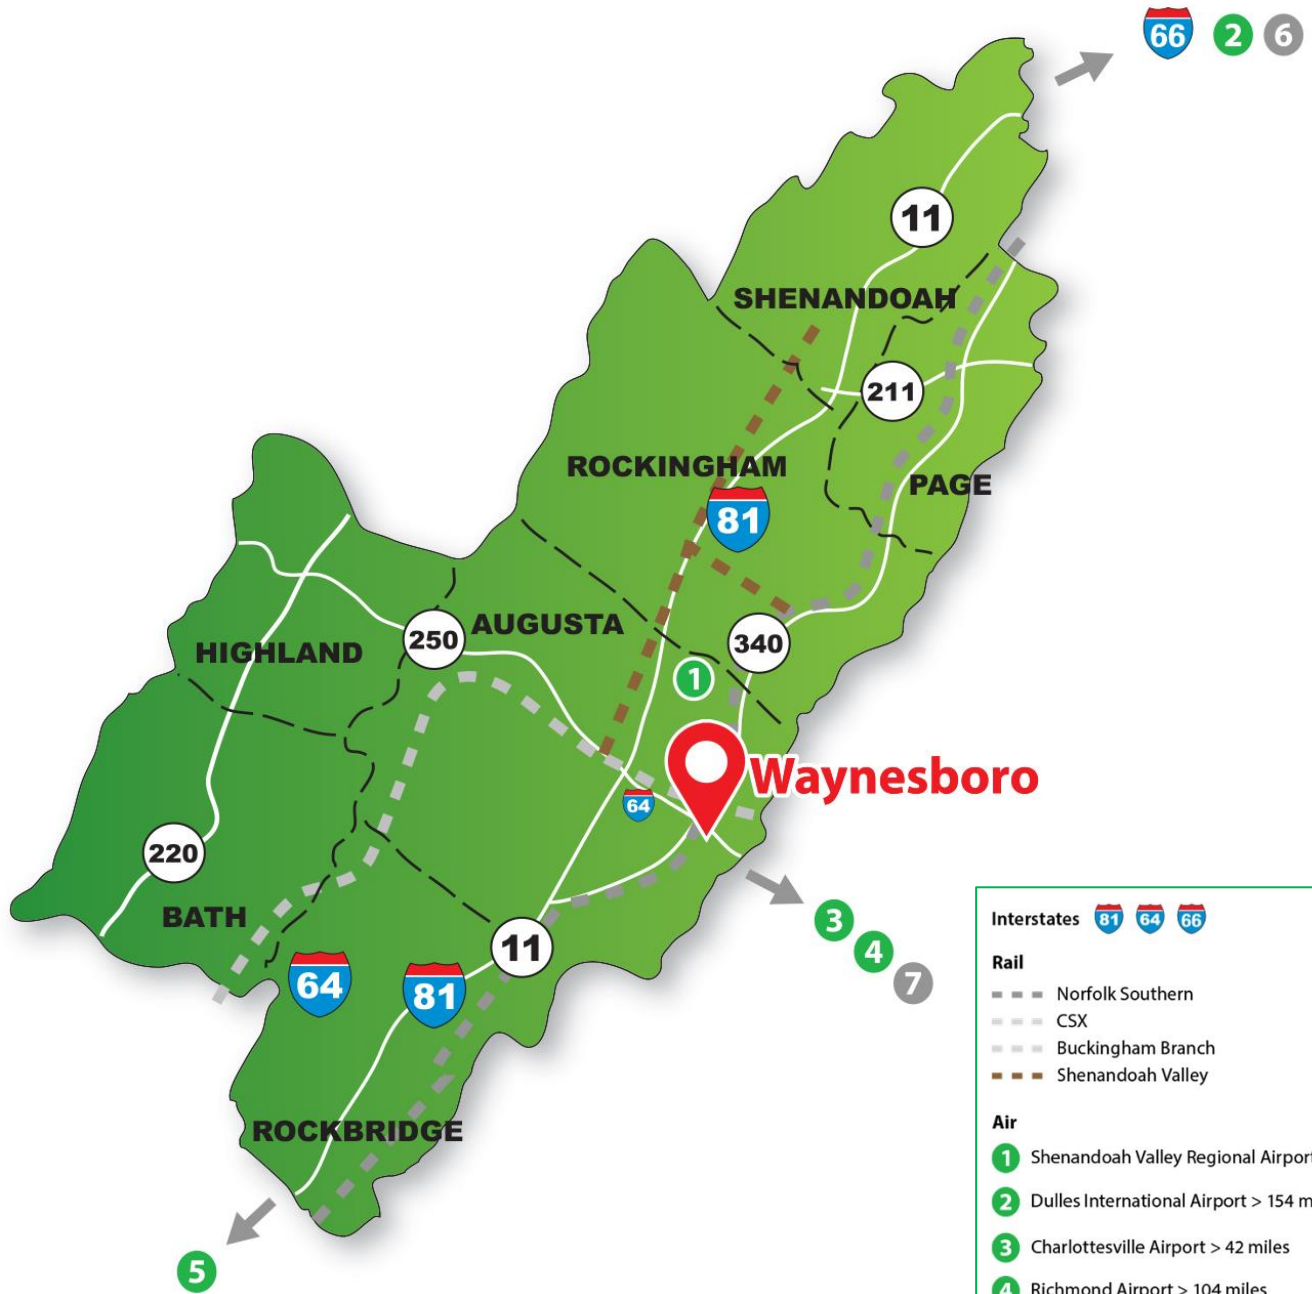 66 2 6
11
SHENANDOAH
211
ROCKINGHAM
PAGE
81
250
AUGUSTA
340
HIGHLAND
1
Waynesboro
64
220
BATH
3
4
7
11
64
81
ROCKBRIDGE
5
Interstates 81 64 66
Rail
Norfolk Southern
CSX
Buckingham Branch
Shenandoah Valley
Air
1 Shenandoah Valley Regional Airport
2 Dulles International Airport > 154 m
3 Charlottesville Airport > 42 miles
4 Richmond Airport > 104 miles